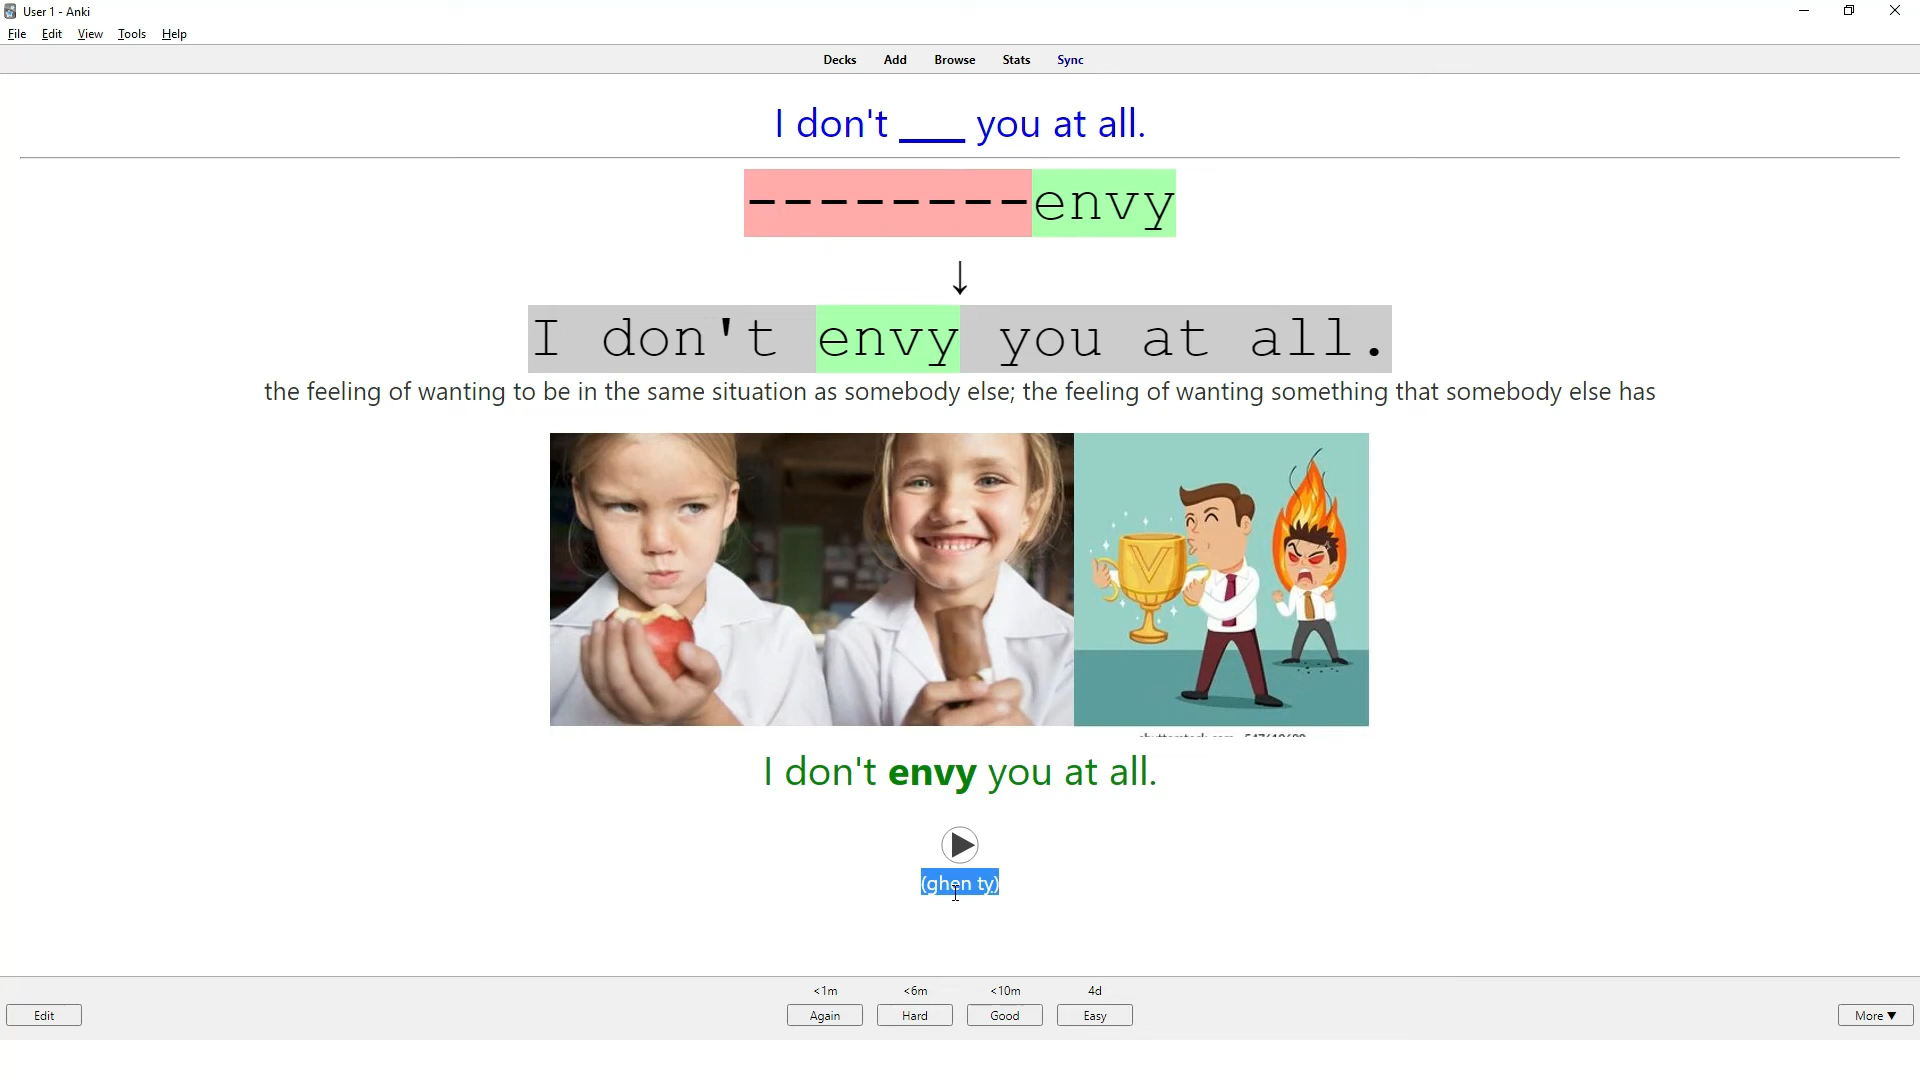 User 1 - Anki
File Edit View Tools Help
Decks Add Browse Stats Sync
I don't ____ you at all.
--------envy
↓
I don't envy you at all.
the feeling of wanting to be in the same situation as somebody else; the feeling of wanting something that somebody else has
I don't envy you at all.
(ghen ty)
<1m <6m <10m 4d
Edit Again Hard Good Easy More ▼